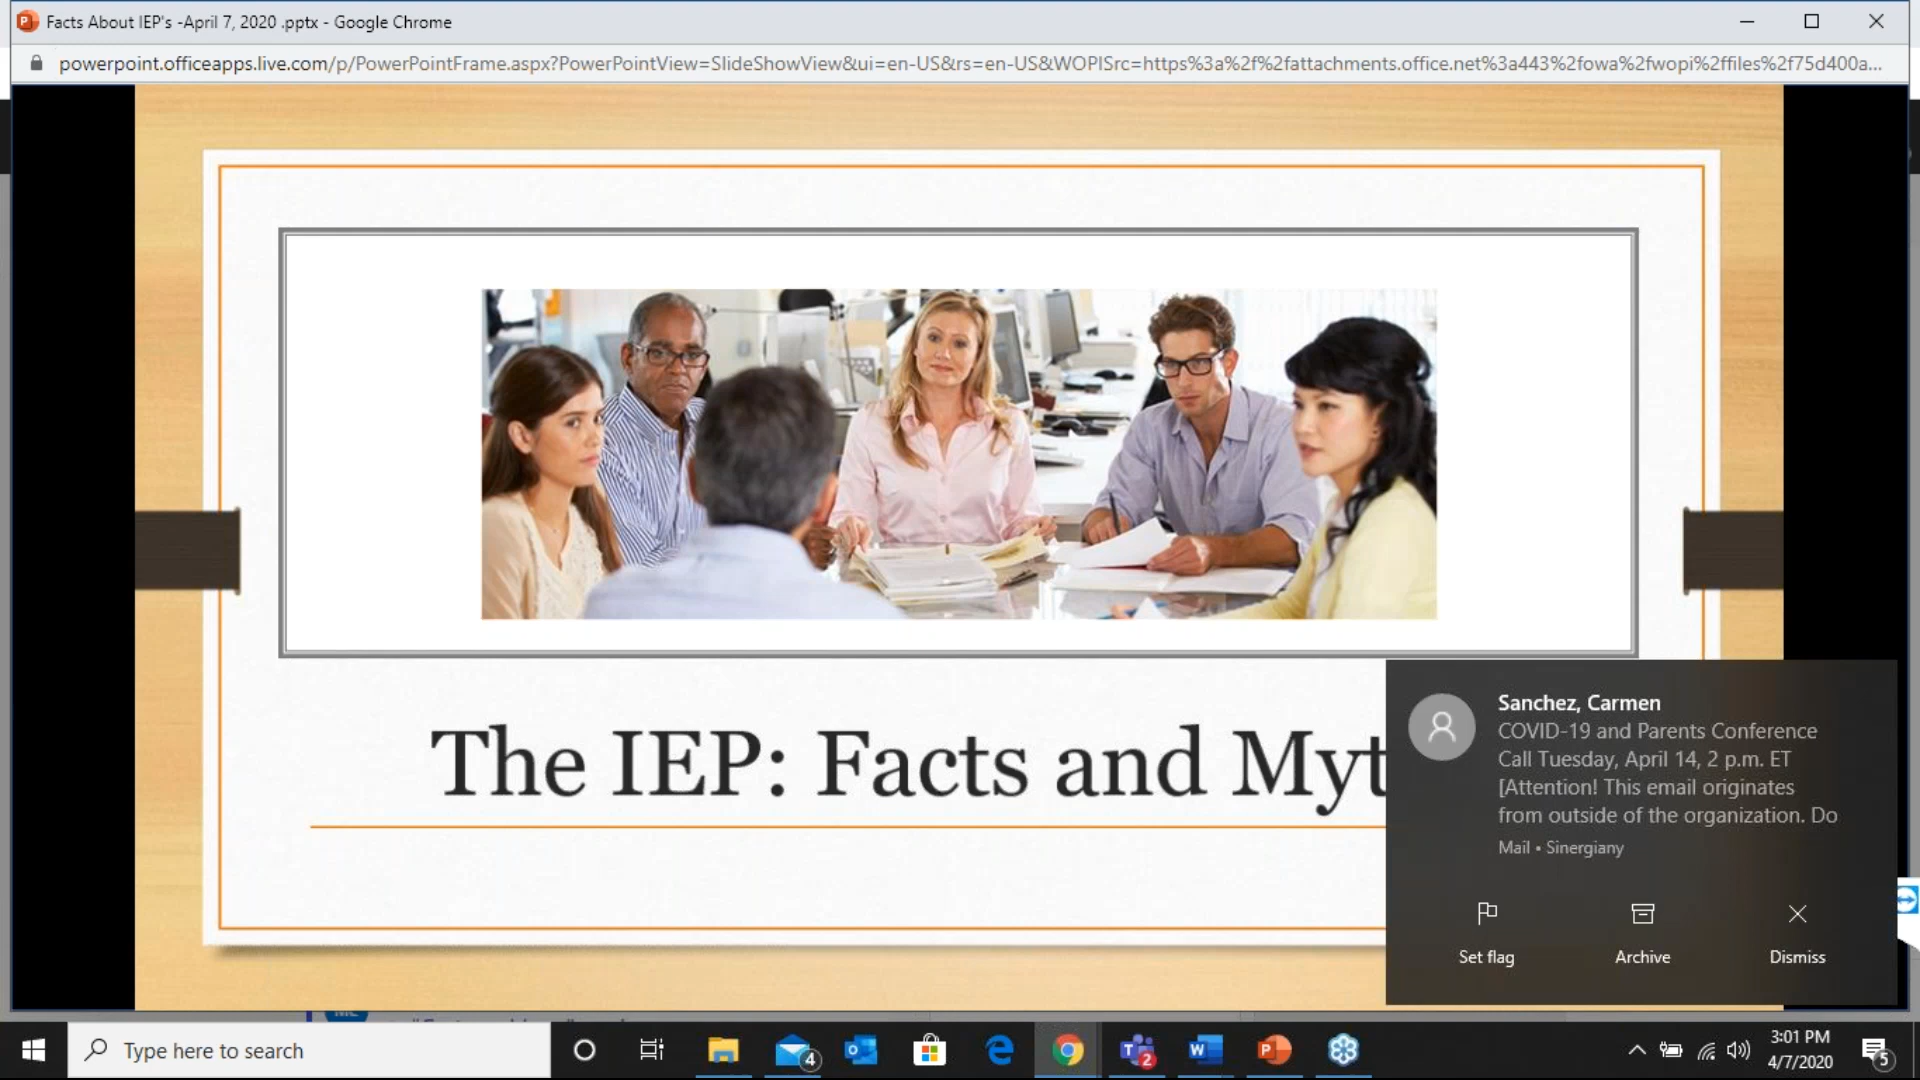 Facts About IEP's -April 7, 2020 .pptx - Google Chrome
powerpoint.officeapps.live.com/p/PowerPointFrame.aspx?PowerPointView=SlideShowView&ui=en-US&rs=en-US&WOPISrc=https%3a%2f%2fattachments.office.net%3a443%2fowa%2fwopi%2ffiles%2f75d400a...
The IEP: Facts and Myt
Sanchez, Carmen
COVID-19 and Parents Conference
Call Tuesday, April 14, 2 p.m. ET
[Attention! This email originates
from outside of the organization. Do
Mail • Sinergiany
Set flag
Archive
Dismiss
Type here to search
4
2
3:01 PM
4/7/2020
5